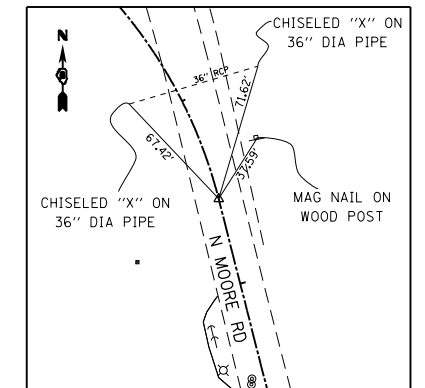 CHISELED "X" ON
36" DIA PIPE
N
36" RCP
71.62'
67.42'
37.59'
CHISELED "X" ON
36" DIA PIPE
MAG NAIL ON
WOOD POST
N MOORE RD